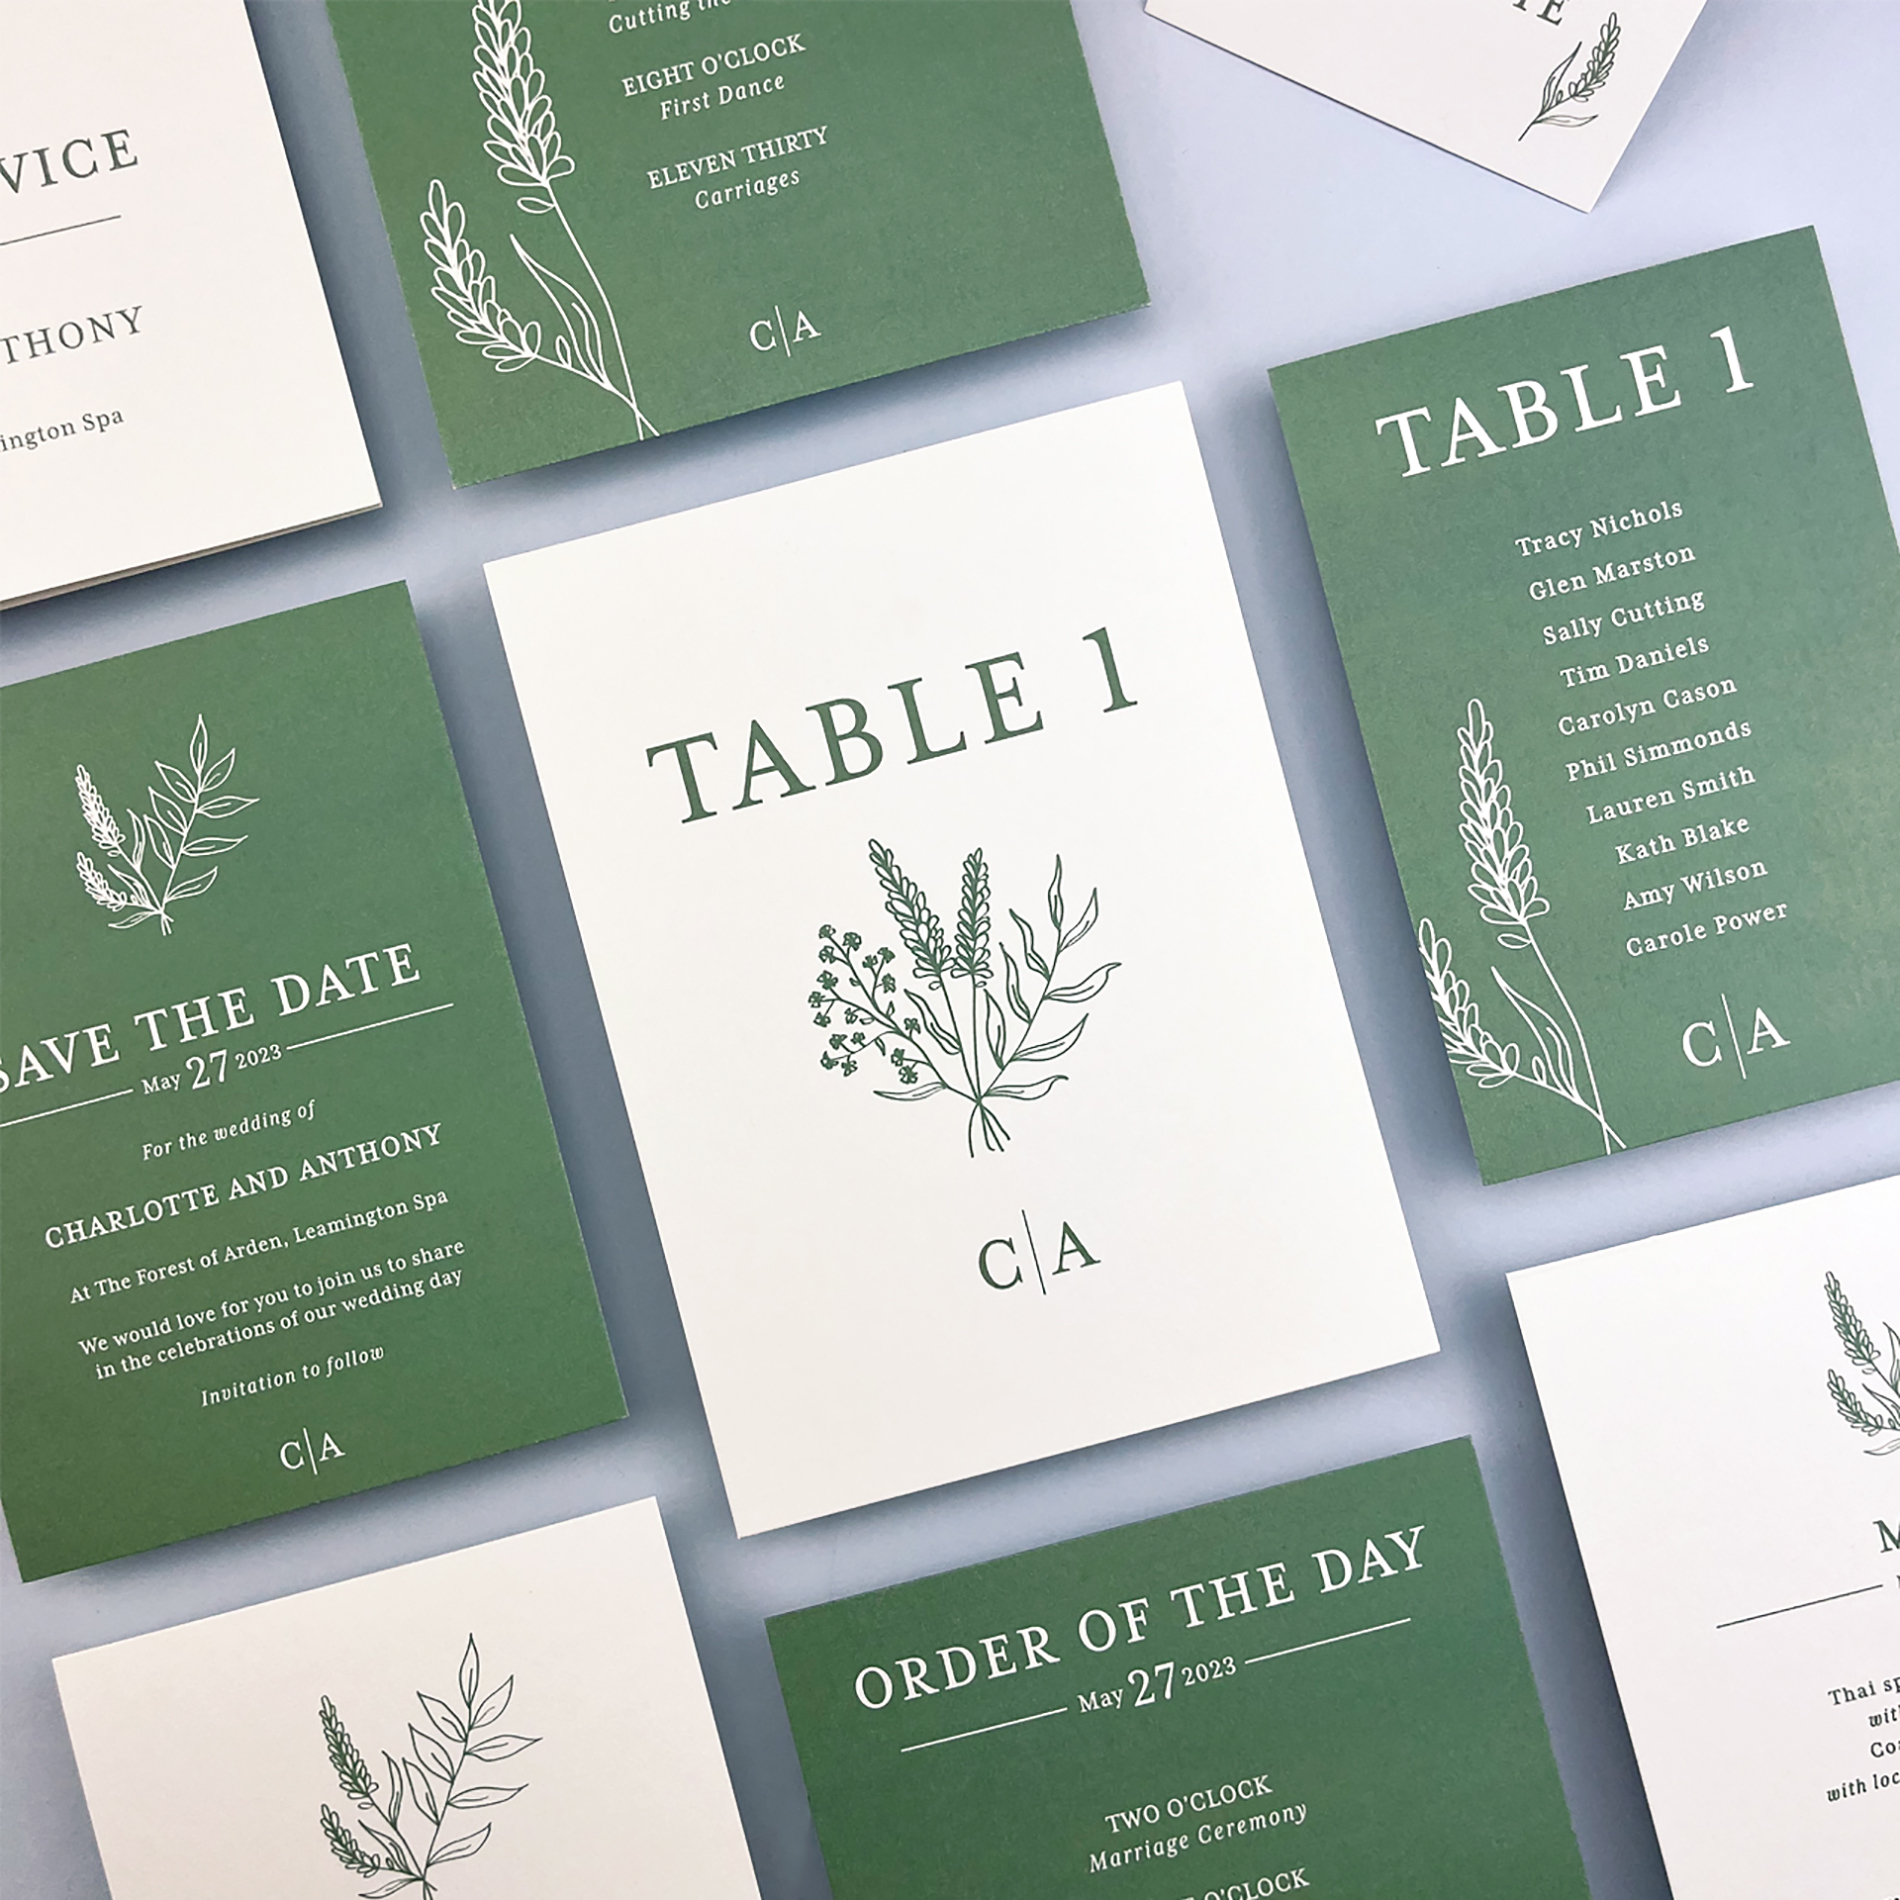 Cutting the
EIGHT O'CLOCK
First Dance
ELEVEN THIRTY
Carriages
C|A
Spa
TABLE 1
Tracy Nichols
Glen Marston
Sally Cutting
Tim Daniels
Carolyn Cason
Phil Simmonds
Lauren Smith
Kath Blake
Amy Wilson
Carole Power
C|A
TABLE 1
C|A
SAVE THE DATE
May 27 2023
For the wedding of
CHARLOTTE AND ANTHONY
At The Forest of Arden, Leamington Spa
We would love for you to join us to share
in the celebrations of our wedding day
Invitation to follow
C|A
ORDER OF THE DAY
May 27 2023
TWO O'CLOCK
Marriage Ceremony
O'CLOCK
Thai
with